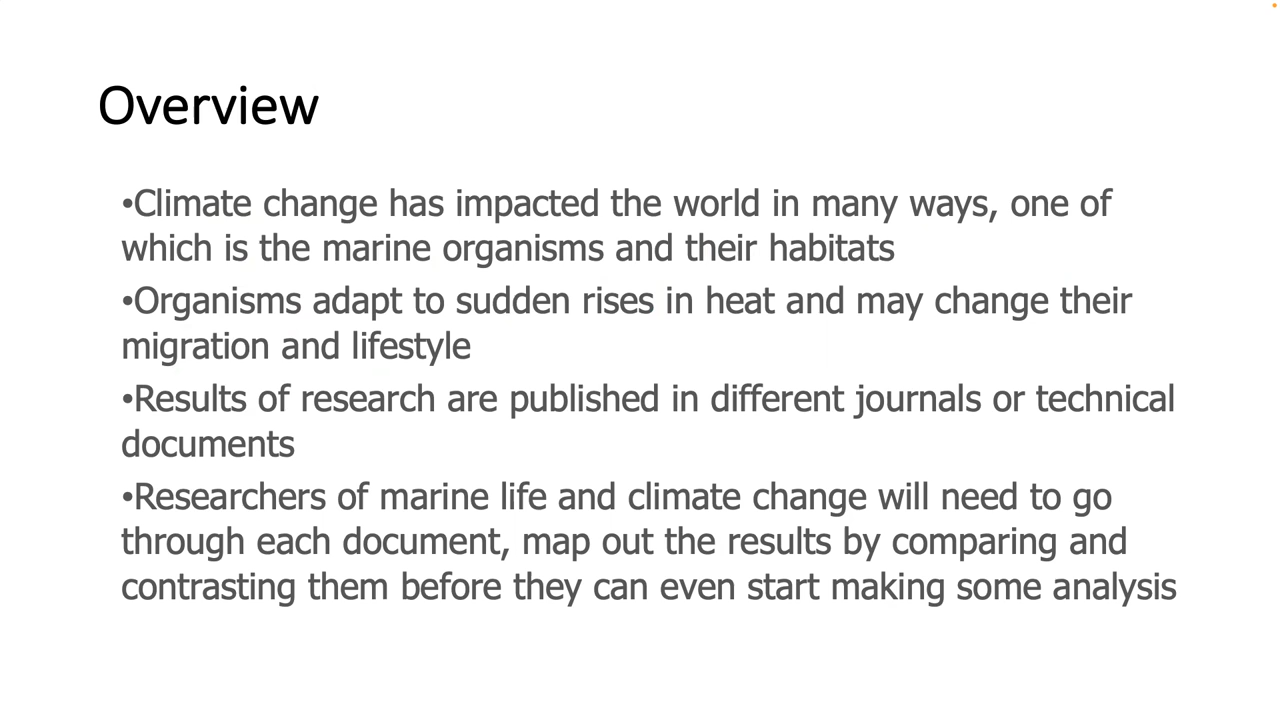 Overview
•Climate change has impacted the world in many ways, one of
which is the marine organisms and their habitats
•Organisms adapt to sudden rises in heat and may change their
migration and lifestyle
•Results of research are published in different journals or technical
documents
•Researchers of marine life and climate change will need to go
through each document, map out the results by comparing and
contrasting them before they can even start making some analysis